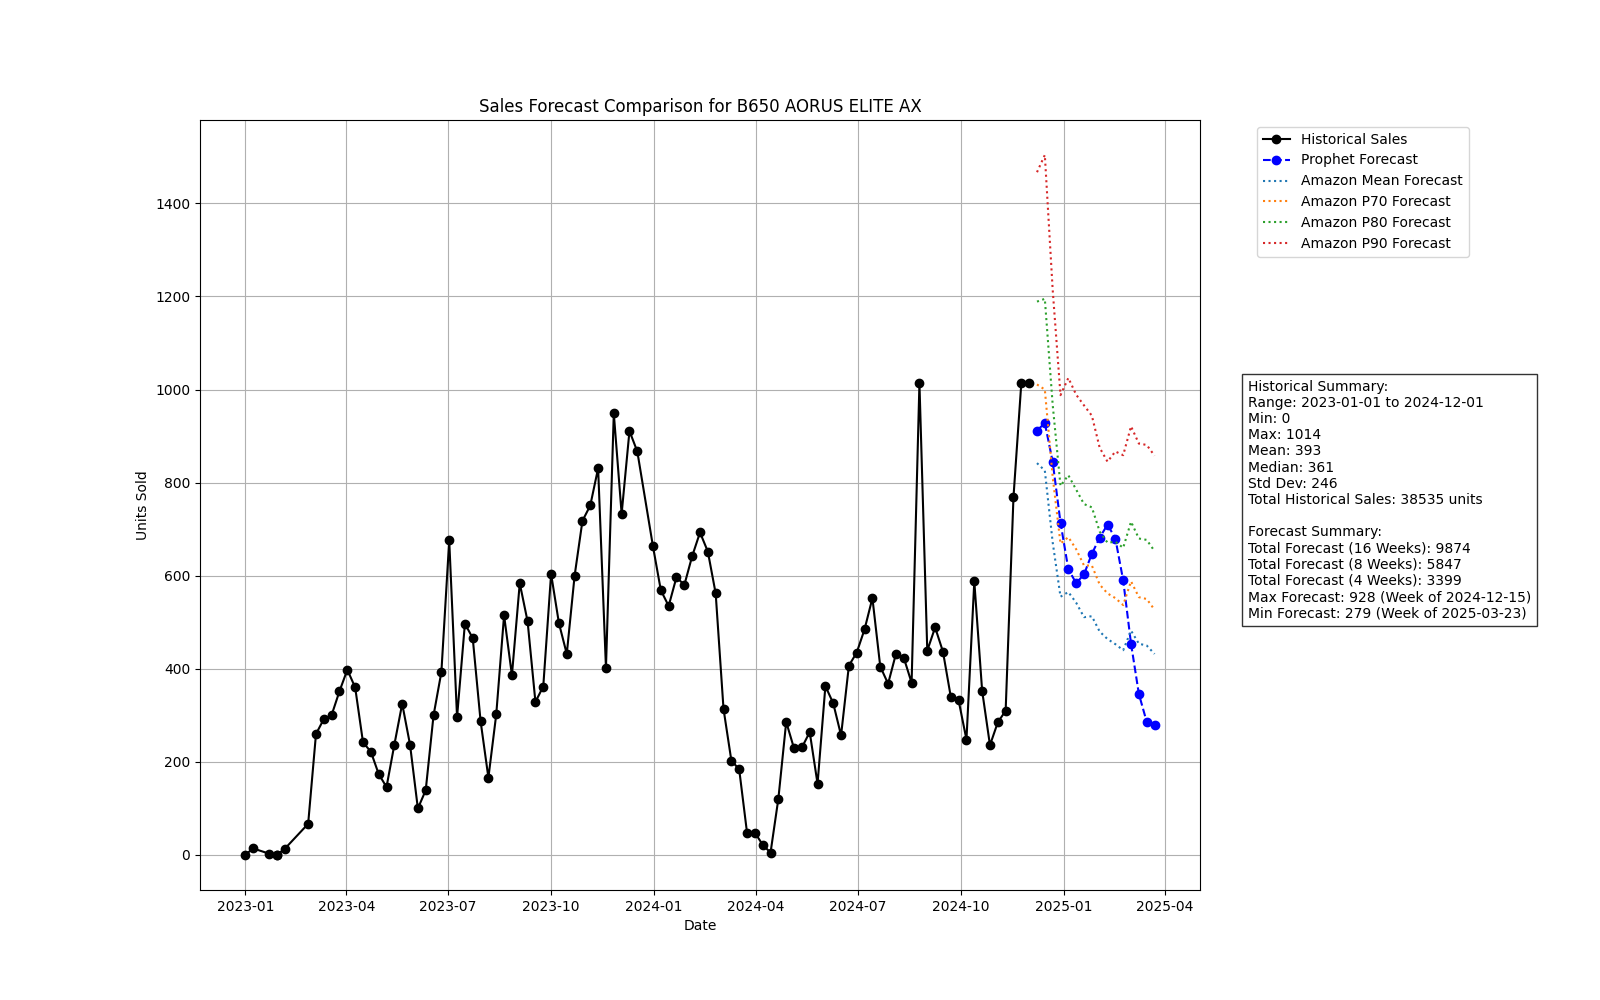 Sales Forecast Comparison for B650 AORUS ELITE AX
Units Sold
1400
1200
1000
800
600
400
200
0
2023-01
2023-04
2023-07
2023-10
2024-01
2024-04
2024-07
2024-10
2025-01
2025-04
Date
Historical Sales
Prophet Forecast
Amazon Mean Forecast
Amazon P70 Forecast
Amazon P80 Forecast
Amazon P90 Forecast
Historical Summary:
Range: 2023-01-01 to 2024-12-01
Min: 0
Max: 1014
Mean: 393
Median: 361
Std Dev: 246
Total Historical Sales: 38535 units
Forecast Summary:
Total Forecast (16 Weeks): 9874
Total Forecast (8 Weeks): 5847
Total Forecast (4 Weeks): 3399
Max Forecast: 928 (Week of 2024-12-15)
Min Forecast: 279 (Week of 2025-03-23)